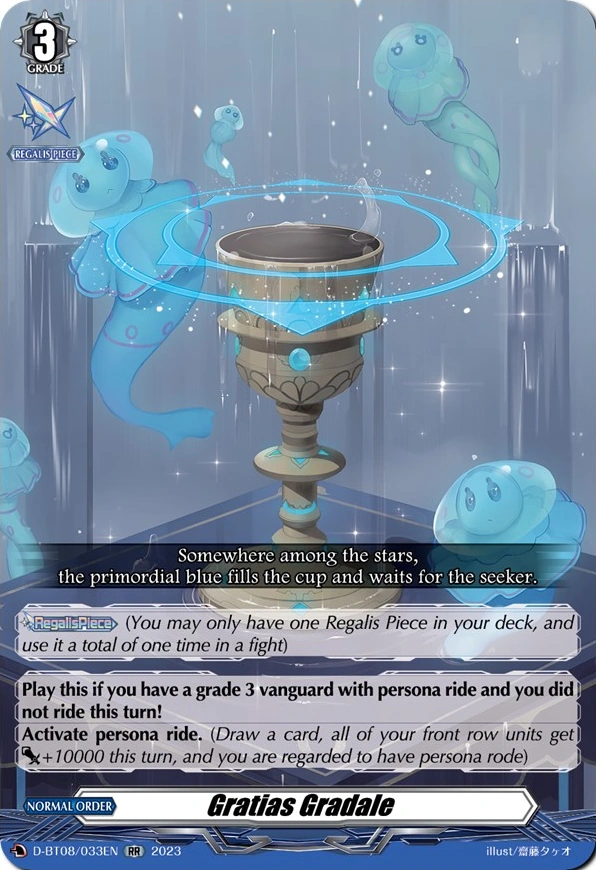 3
GRADE
REGALIS PIECE
Somewhere among the stars,
the primordial blue fills the cup and waits for the seeker.
RegalisPiece (You may only have one Regalis Piece in your deck, and
use it a total of one time in a fight)
Play this if you have a grade 3 vanguard with persona ride and you did
not ride this turn!
Activate persona ride. (Draw a card, all of your front row units get
+10000 this turn, and you are regarded to have persona rode)
NORMAL ORDER
Gratias Gradale
D-BT08/033EN RR 2023
illust/齋藤タケオ